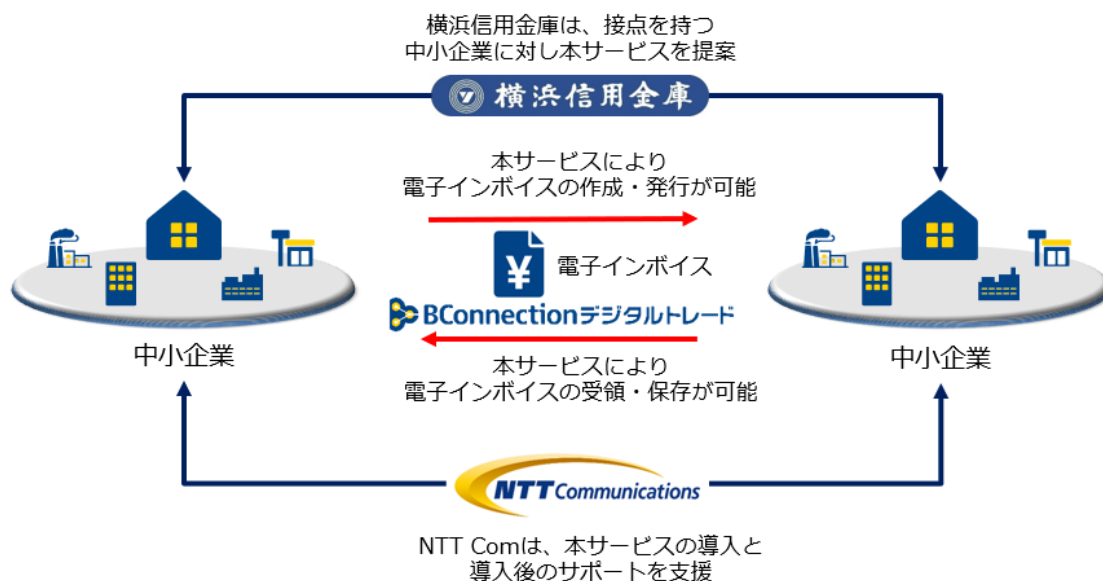 横浜信用金庫は、接点を持つ
中小企業に対し本サービスを提案
横浜信用金庫
本サービスにより
電子インボイスの作成・発行が可能
¥
電子インボイス
BConnectionデジタルトレード
本サービスにより
電子インボイスの受領・保存が可能
中小企業
中小企業
NTT Communications
NTT Comは、本サービスの導入と
導入後のサポートを支援